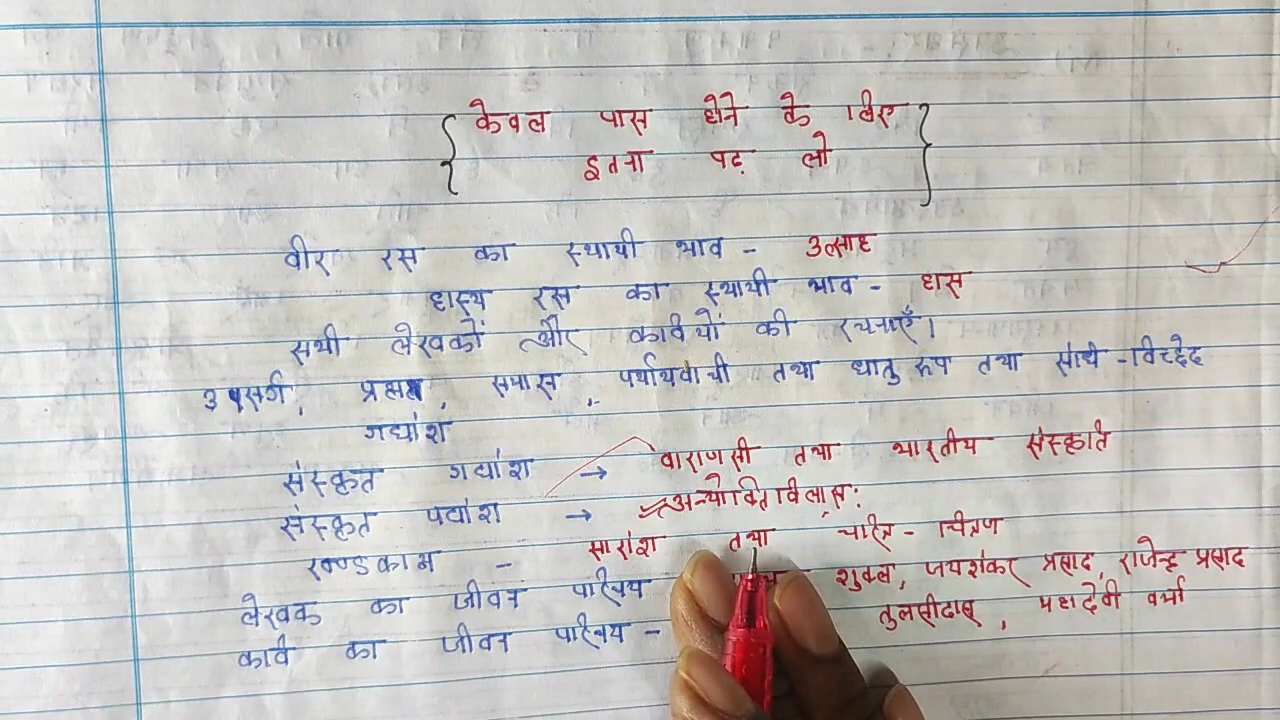 केवल पास होने के लिए
इतना पढ़ लो
वीर रस का स्थायी भाव - उत्साह
हास्य रस का स्थायी भाव - हास
सभी लेखकों और कवियों की रचनाएँ।
उपसर्ग, समास, पर्यायवाची तथा धातु रूप तथा संधि-विच्छेद
गद्यांश
संस्कृत गद्यांश → वाराणसी तथा भारतीय संस्कृति
संस्कृत पद्यांश → अन्योक्तिविलासः
खण्डकाव्य - सारांश तथा चरित्र-चित्रण
लेखक का जीवन परिचय शुक्ल, जयशंकर प्रसाद, राजेन्द्र प्रसाद
कवि का जीवन परिचय - तुलसीदास, महादेवी वर्मा